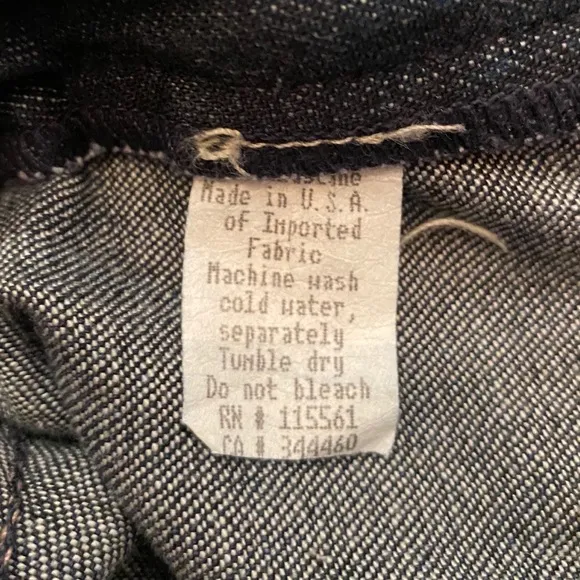 Made in U.S.A.
of Imported
Fabric
Machine wash
cold water,
separately
Tumble dry
Do not bleach
RN # 115561
CA # 344460